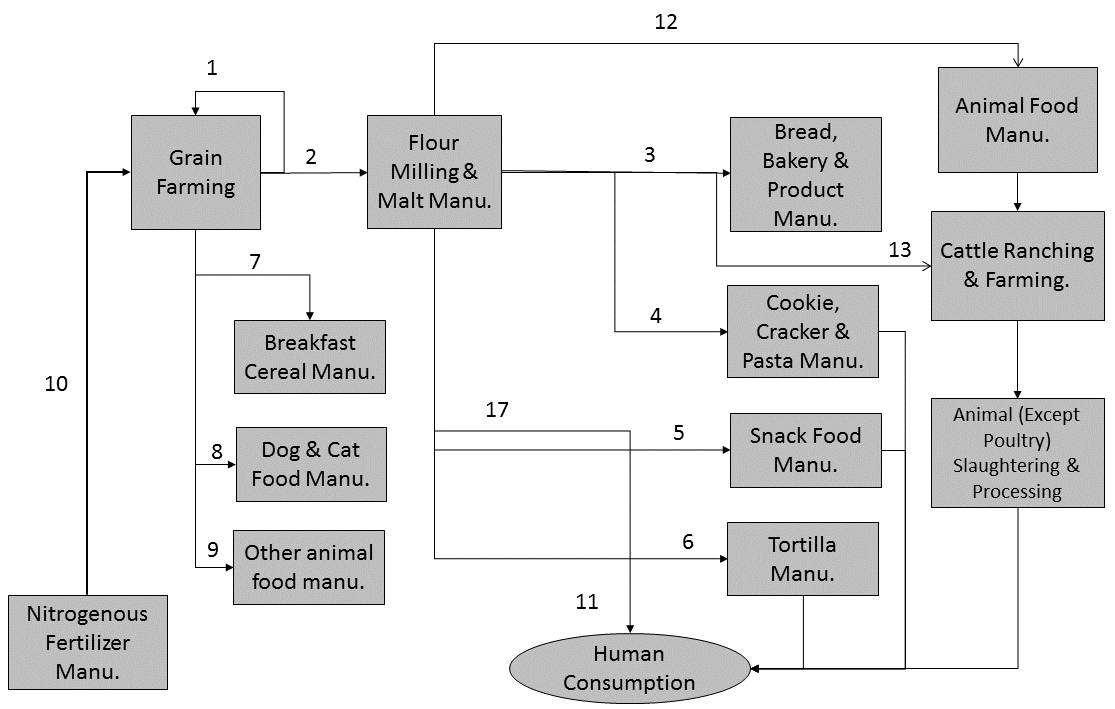 12
1
Grain
Farming
2
Flour
Milling &
Malt Manu.
3
Bread,
Bakery &
Product
Manu.
Animal Food
Manu.
13
Cattle Ranching
& Farming.
7
Breakfast
Cereal Manu.
4
Cookie,
Cracker &
Pasta Manu.
10
17
5
Snack Food
Manu.
Animal (Except
Poultry)
Slaughtering &
Processing
8
Dog & Cat
Food Manu.
9
Other animal
food manu.
6
Tortilla
Manu.
11
Nitrogenous
Fertilizer
Manu.
Human
Consumption